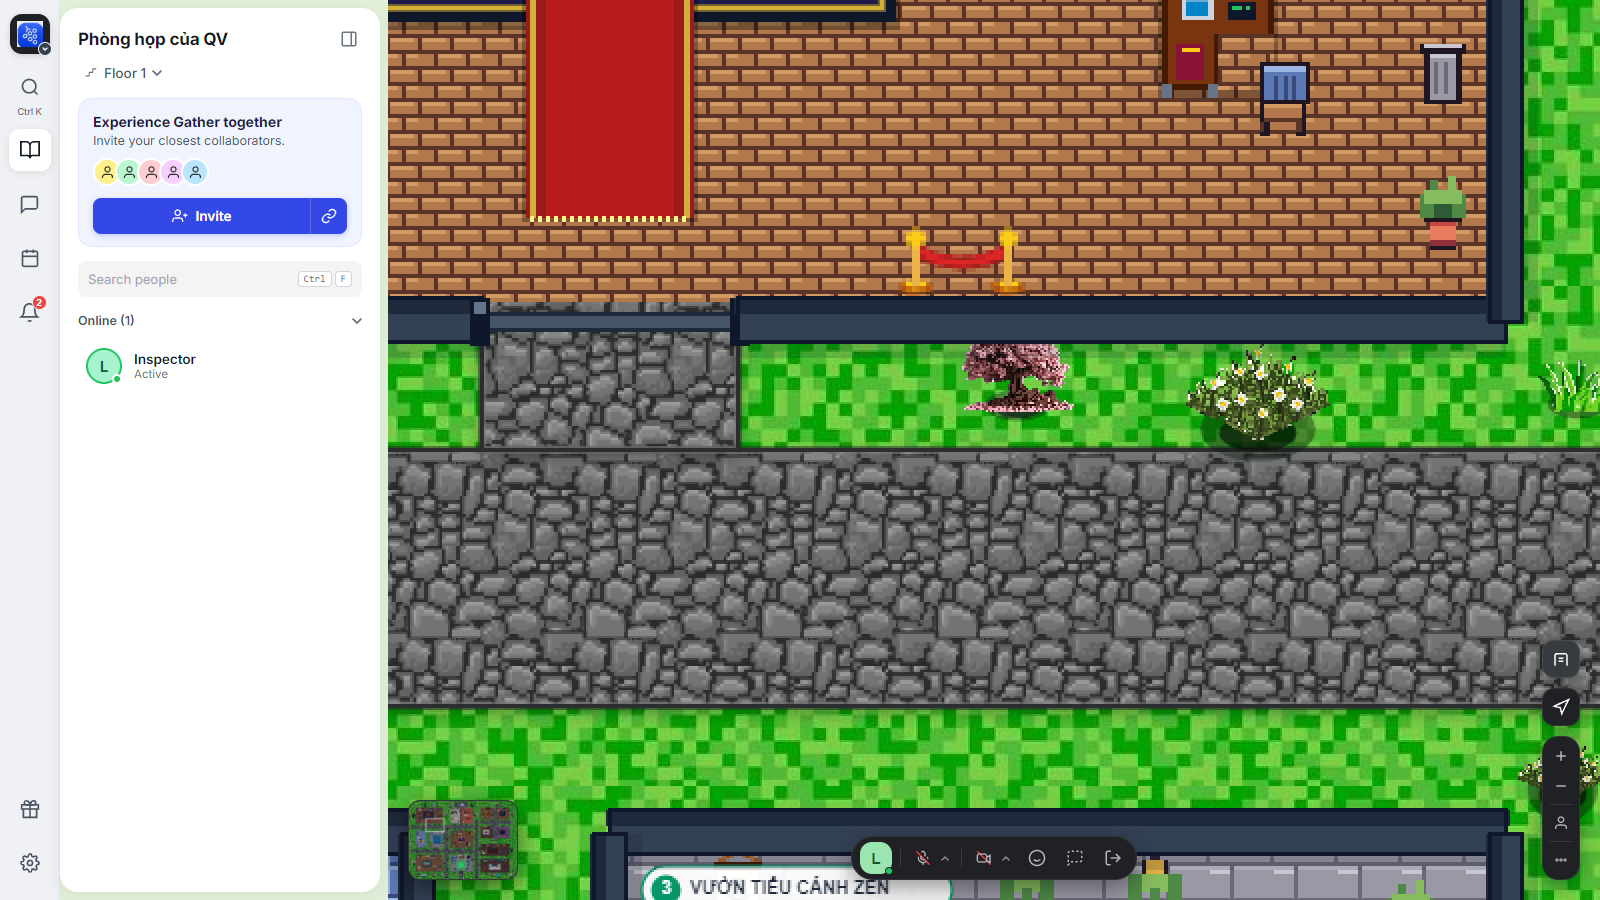 Phòng họp của QV
Floor 1
Ctrl K
Experience Gather together
Invite your closest collaborators.
Invite
Search people
Ctrl F
2
Online (1)
L
Inspector
Active
L
3 VƯỜN TIỂU CẢNH ZEN